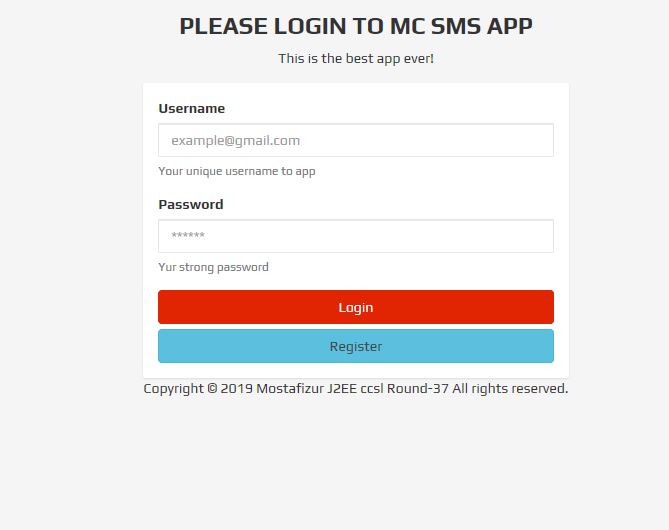 PLEASE LOGIN TO MC SMS APP
This is the best app ever!
Username
example@gmail.com
Your unique username to app
Password
******
Yur strong password
Login
Register
Copyright © 2019 Mostafizur J2EE ccsl Round-37 All rights reserved.